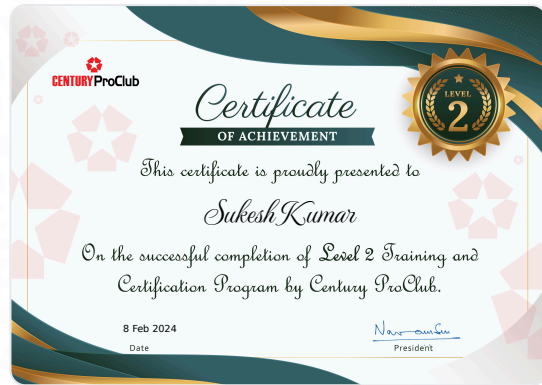 CENTURY ProClub
LEVEL
2
Certificate
OF ACHIEVEMENT
This certificate is proudly presented to
Sukesh Kumar
On the successful completion of Level 2 Training and
Certification Program by Century ProClub.
8 Feb 2024
Date
President